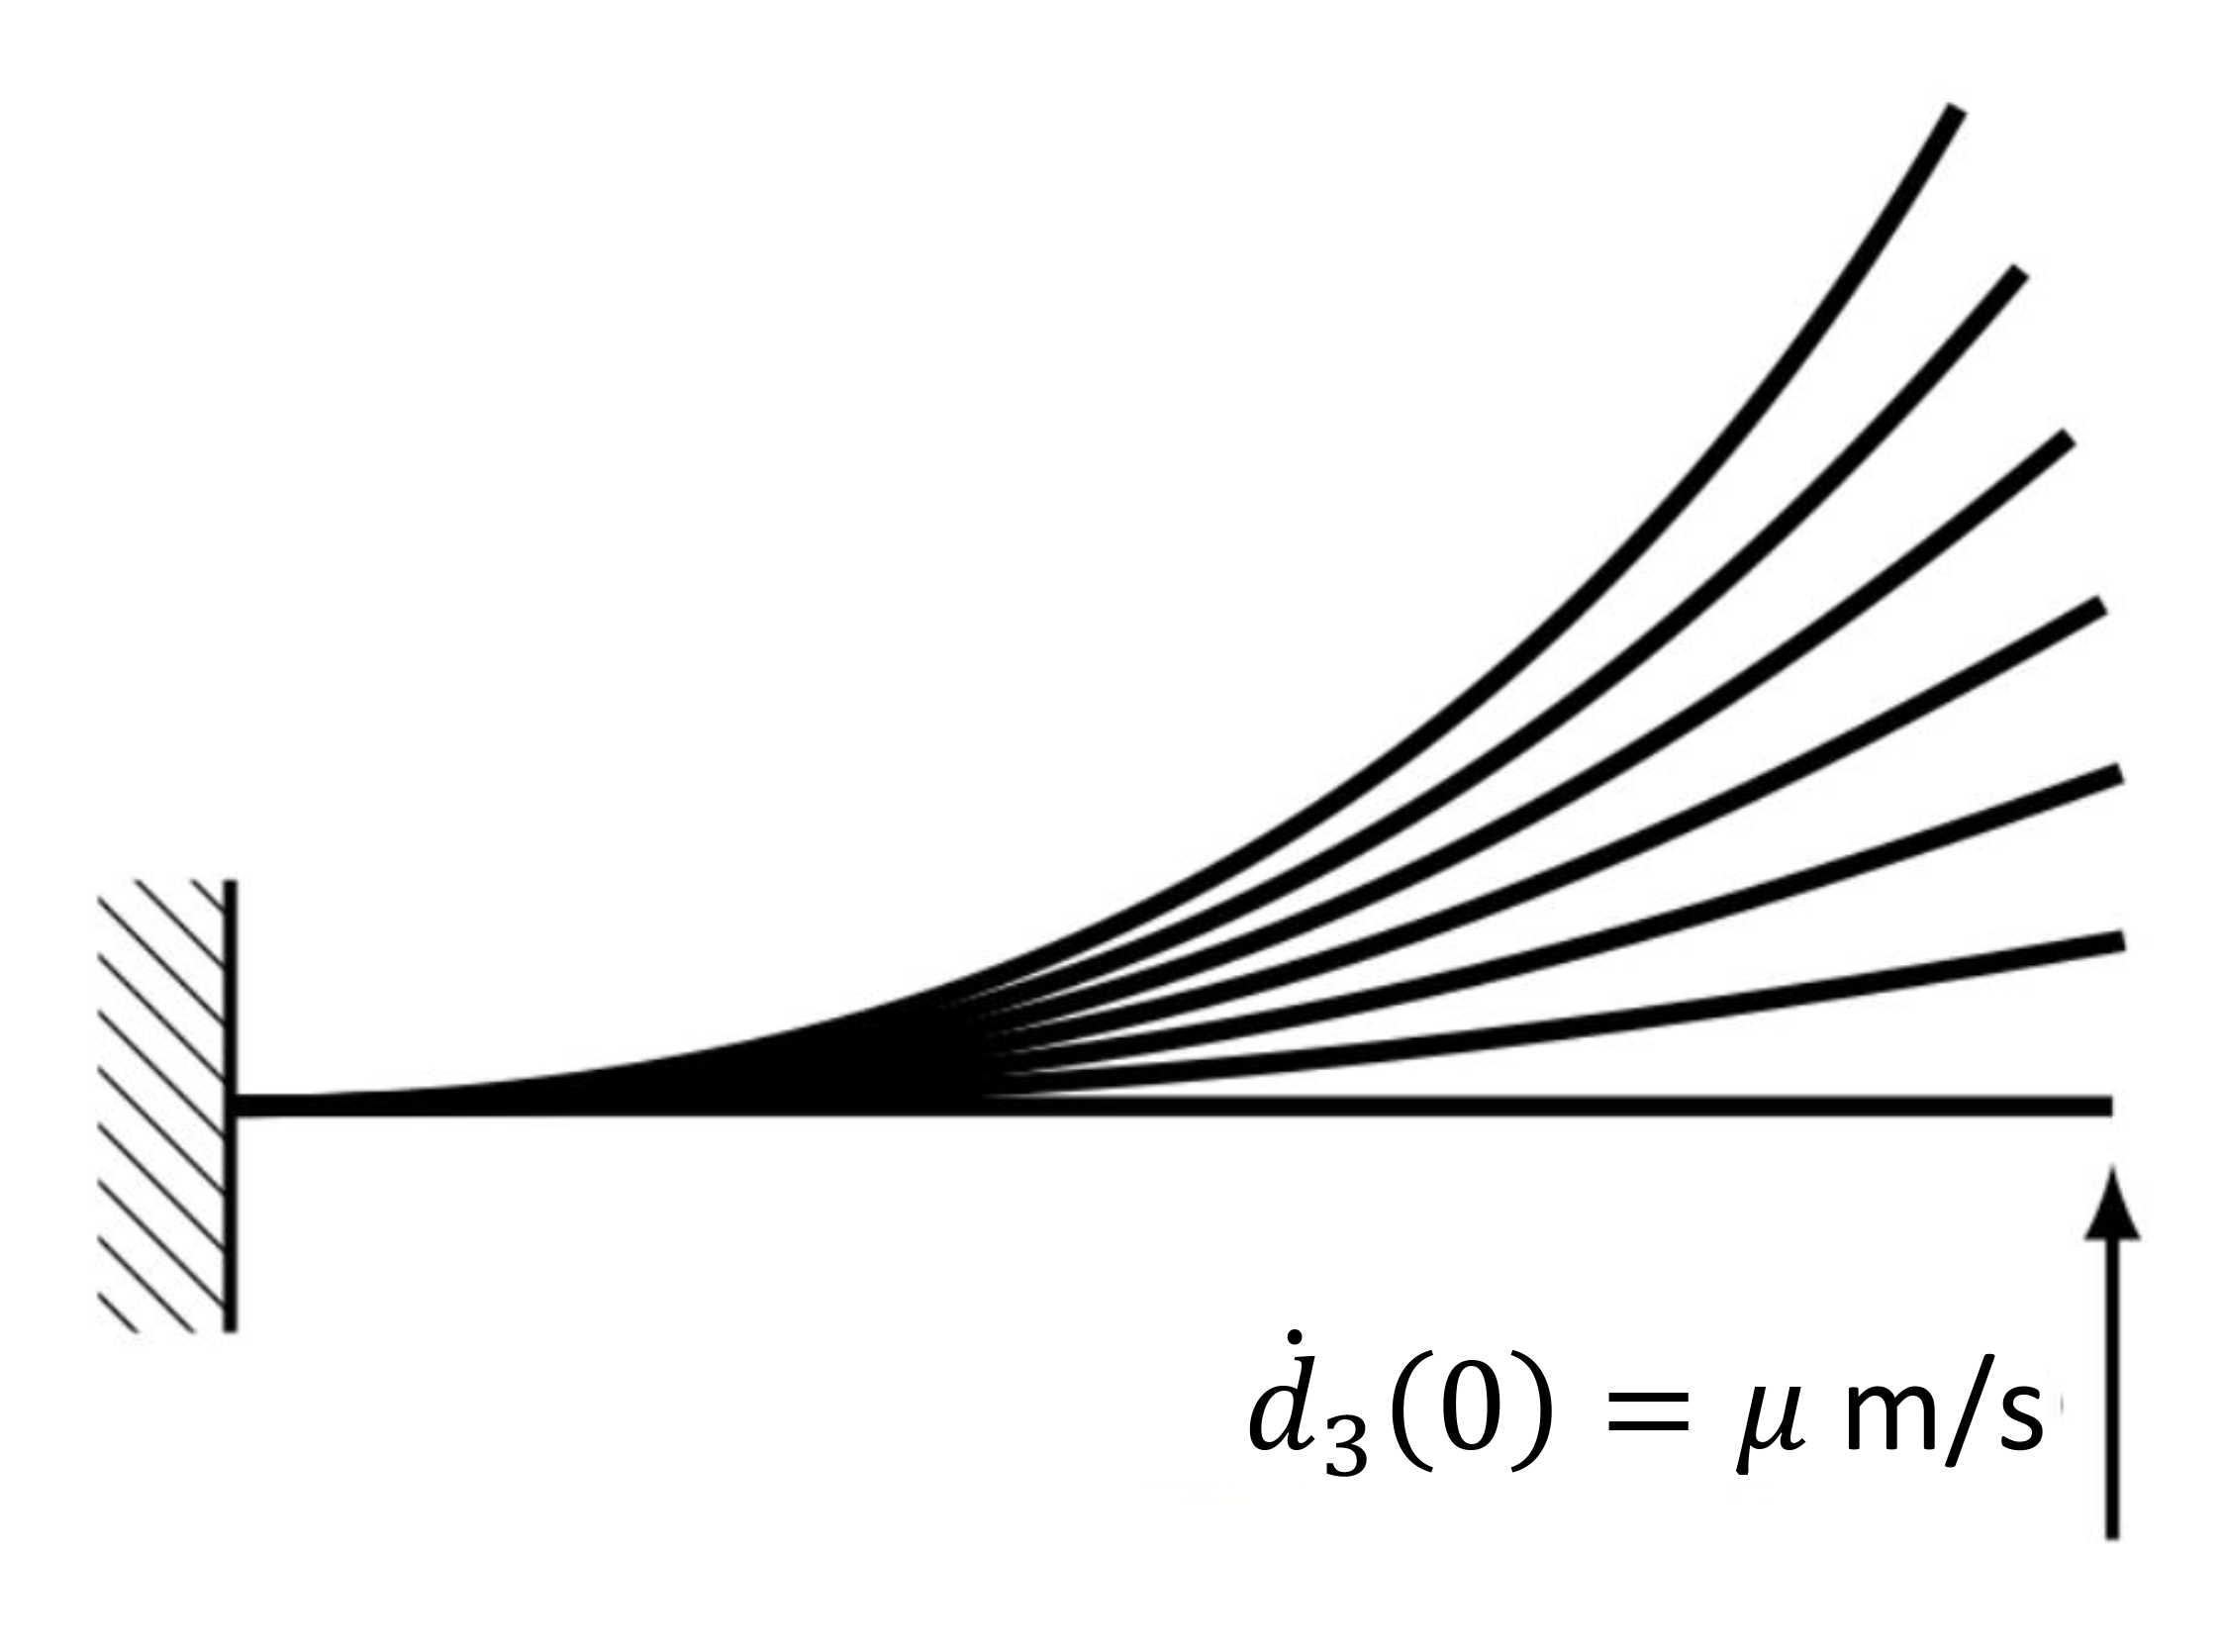 ḋ₃(0) = μ m/s